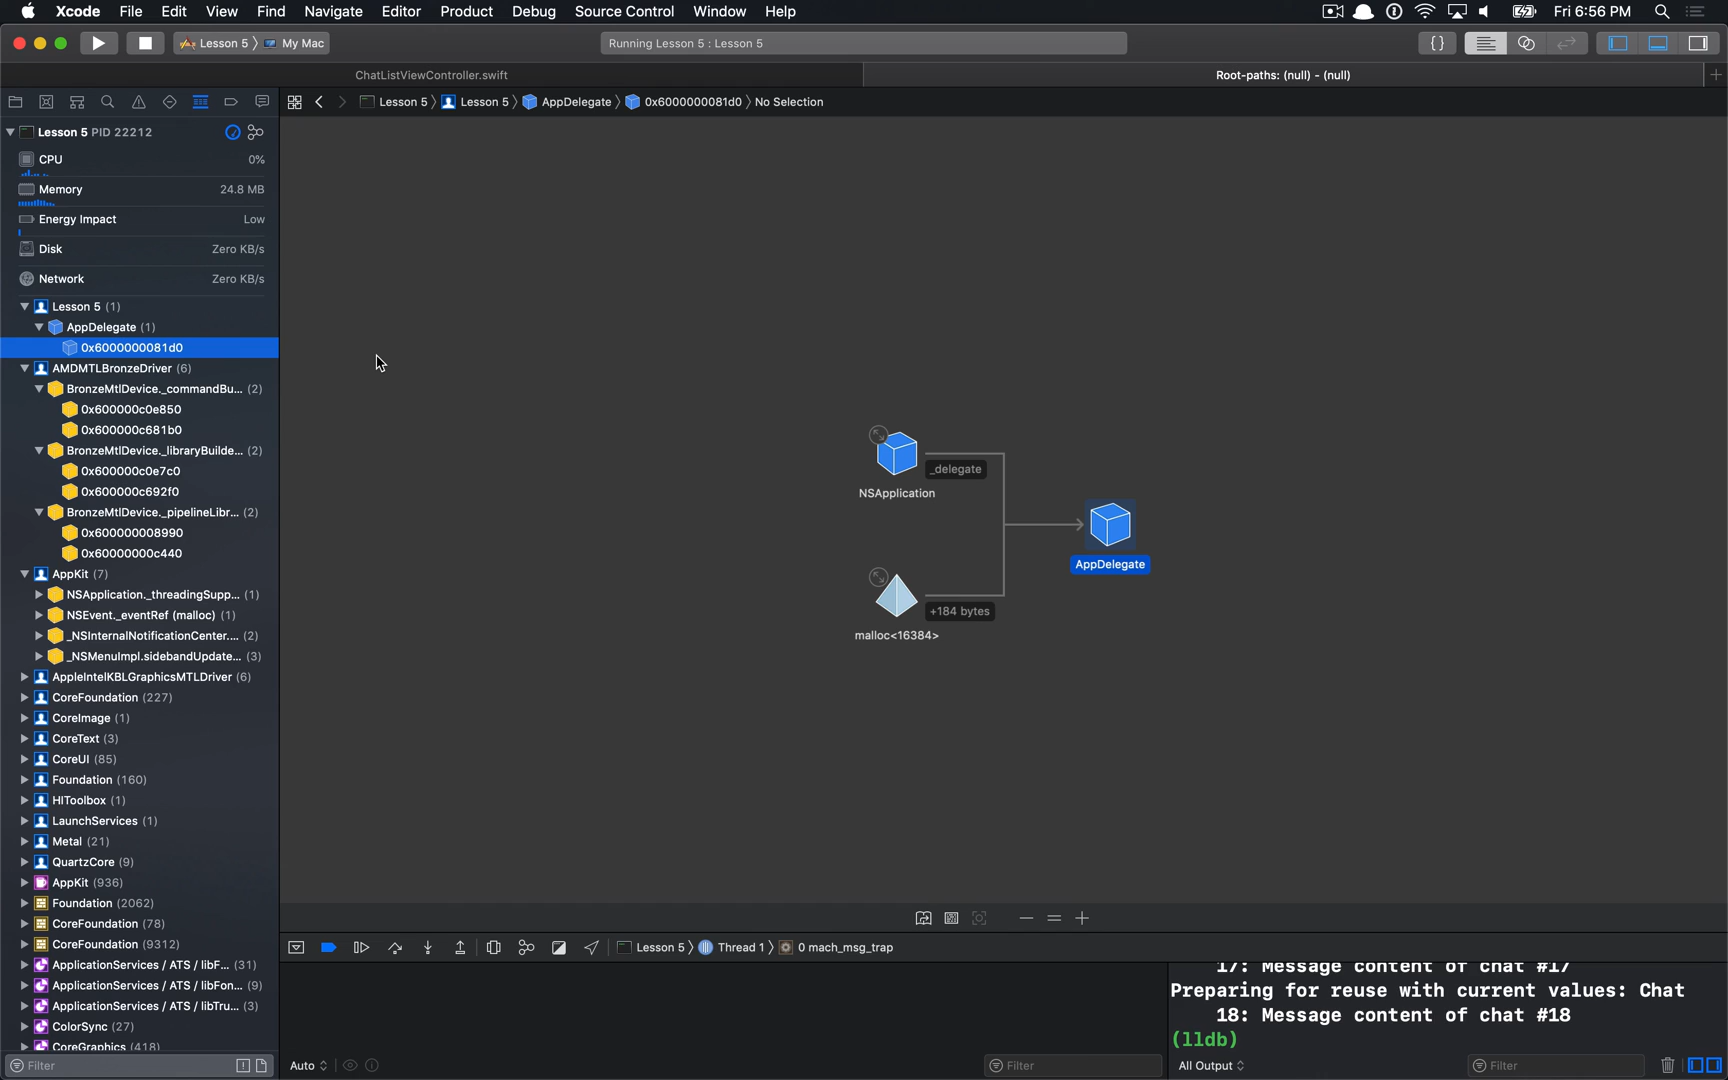 Xcode File Edit View Find Navigate Editor Product Debug Source Control Window Help Fri 6:56 PM
Lesson 5 My Mac Running Lesson 5 : Lesson 5 {}
ChatListViewController.swift Root-paths: (null) - (null)
Lesson 5 Lesson 5 AppDelegate 0x6000000081d0 No Selection
Lesson 5 PID 22212
CPU 0%
Memory 24.8 MB
Energy Impact Low
Disk Zero KB/s
Network Zero KB/s
Lesson 5 (1)
AppDelegate (1)
0x6000000081d0
AMDMTLBronzeDriver (6)
BronzeMtlDevice._commandBu... (2)
0x600000c0e850
0x600000c681b0
BronzeMtlDevice._libraryBuilde... (2)
0x600000c0e7c0
0x600000c692f0
BronzeMtlDevice._pipelineLibr... (2)
0x600000008990
0x60000000c440
AppKit (7)
NSApplication._threadingSupp... (1)
NSEvent._eventRef (malloc) (1)
_NSInternalNotificationCenter.... (2)
_NSMenuImpl.sidebandUpdate... (3)
AppleIntelKBLGraphicsMTLDriver (6)
CoreFoundation (227)
CoreImage (1)
CoreText (3)
CoreUI (85)
Foundation (160)
HIToolbox (1)
LaunchServices (1)
Metal (21)
QuartzCore (9)
AppKit (936)
Foundation (2062)
CoreFoundation (78)
CoreFoundation (9312)
ApplicationServices / ATS / libF... (31)
ApplicationServices / ATS / libFon... (9)
ApplicationServices / ATS / libTru... (3)
ColorSync (27)
CoreGraphics (418)
Filter
_delegate
NSApplication
AppDelegate
+184 bytes
malloc<16384>
Lesson 5 Thread 1 0 mach_msg_trap
17: Message content of chat #17
Preparing for reuse with current values: Chat
18: Message content of chat #18
(lldb)
Auto Filter All Output Filter